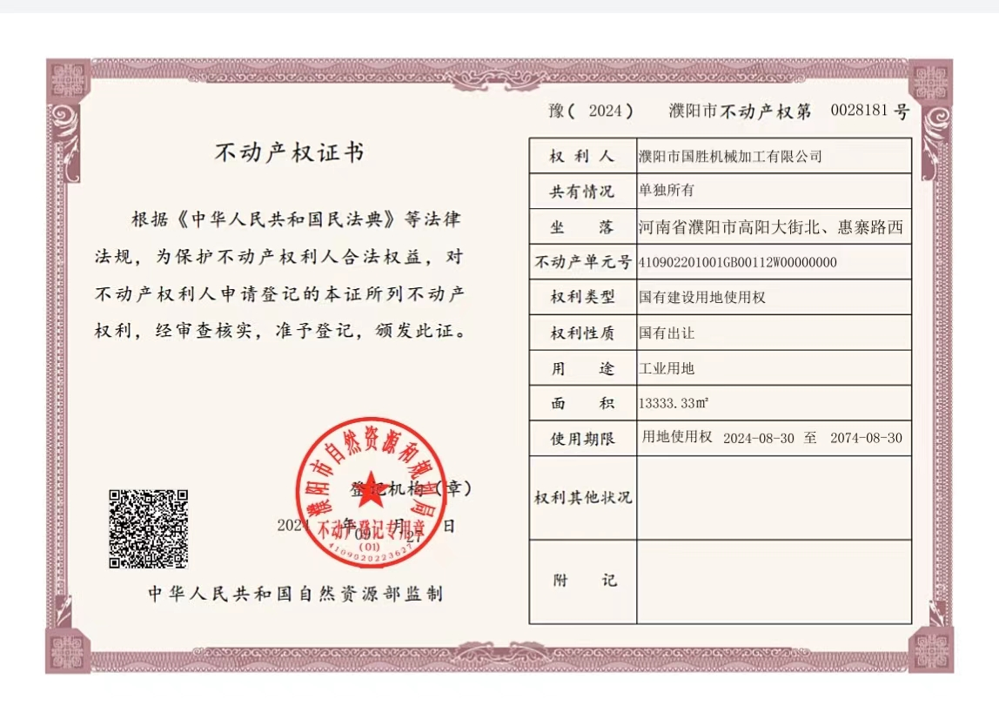 不动产权证书
根据《中华人民共和国民法典》等法律
法规，为保护不动产权利人合法权益，对
不动产权利人申请登记的本证所列不动产
权利，经审查核实，准予登记，颁发此证。
登记机构（章）
2024 年 09 月 27 日
濮阳市自然资源和规划局
不动产登记专用章
(01)
4109020223627
中华人民共和国自然资源部监制
豫（ 2024） 濮阳市不动产权第 0028181 号
权利人 濮阳市国胜机械加工有限公司
共有情况 单独所有
坐落 河南省濮阳市高阳大街北、惠寨路西
不动产单元号 410902201001GB00112W00000000
权利类型 国有建设用地使用权
权利性质 国有出让
用途 工业用地
面积 13333.33㎡
使用期限 用地使用权 2024-08-30 至 2074-08-30
权利其他状况
附记